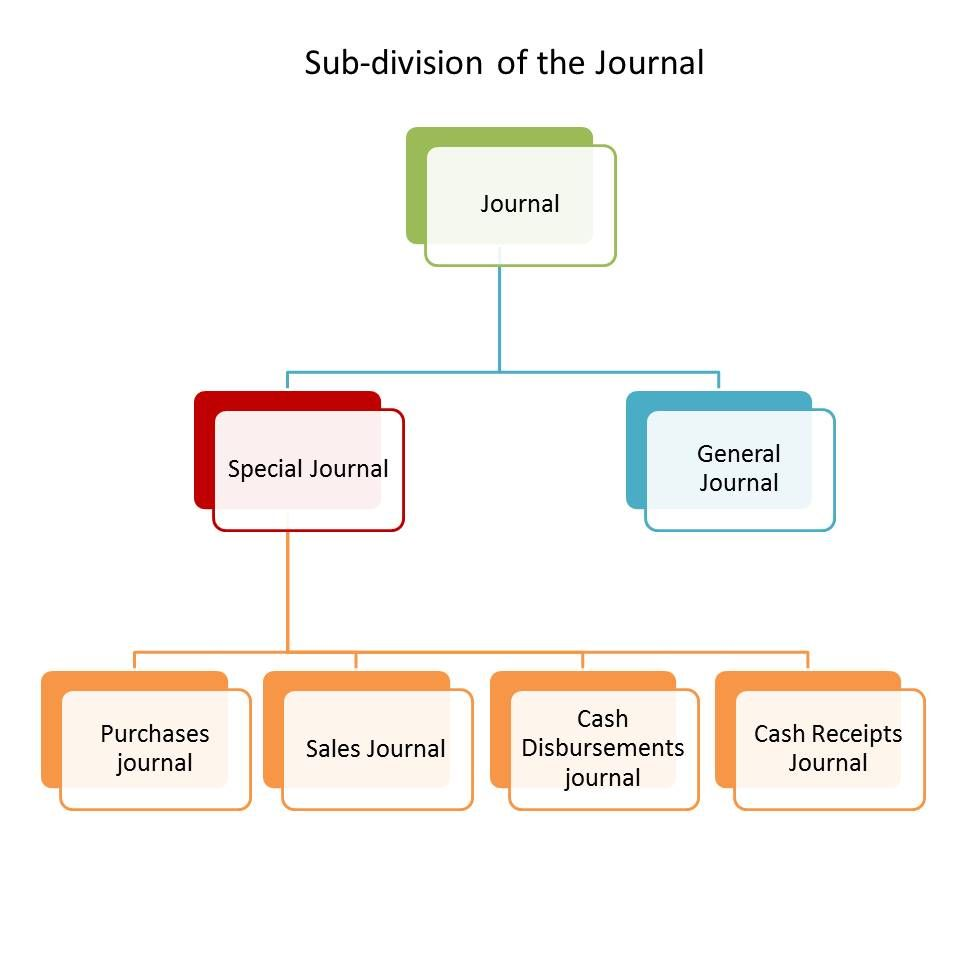 Sub-division of the Journal
Journal
Special Journal
General
Journal
Purchases
journal
Sales Journal
Cash
Disbursements
journal
Cash Receipts
Journal